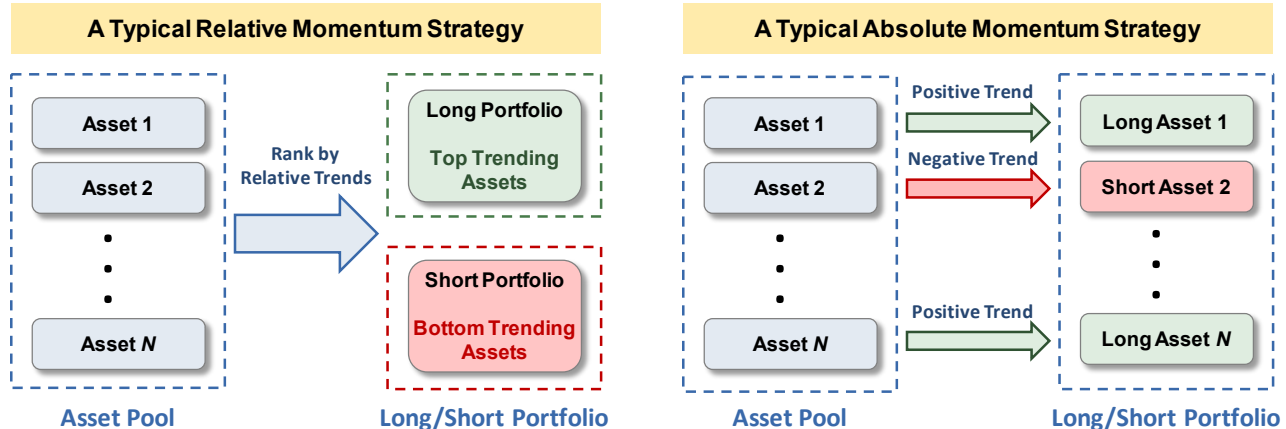 A Typical Relative Momentum Strategy
Asset 1
Asset 2
Asset N
Asset Pool
Rank by
Relative Trends
Long Portfolio
Top Trending
Assets
Short Portfolio
Bottom Trending
Assets
Long/Short Portfolio
A Typical Absolute Momentum Strategy
Asset 1
Asset 2
Asset N
Asset Pool
Positive Trend
Negative Trend
Positive Trend
Long Asset 1
Short Asset 2
Long Asset N
Long/Short Portfolio